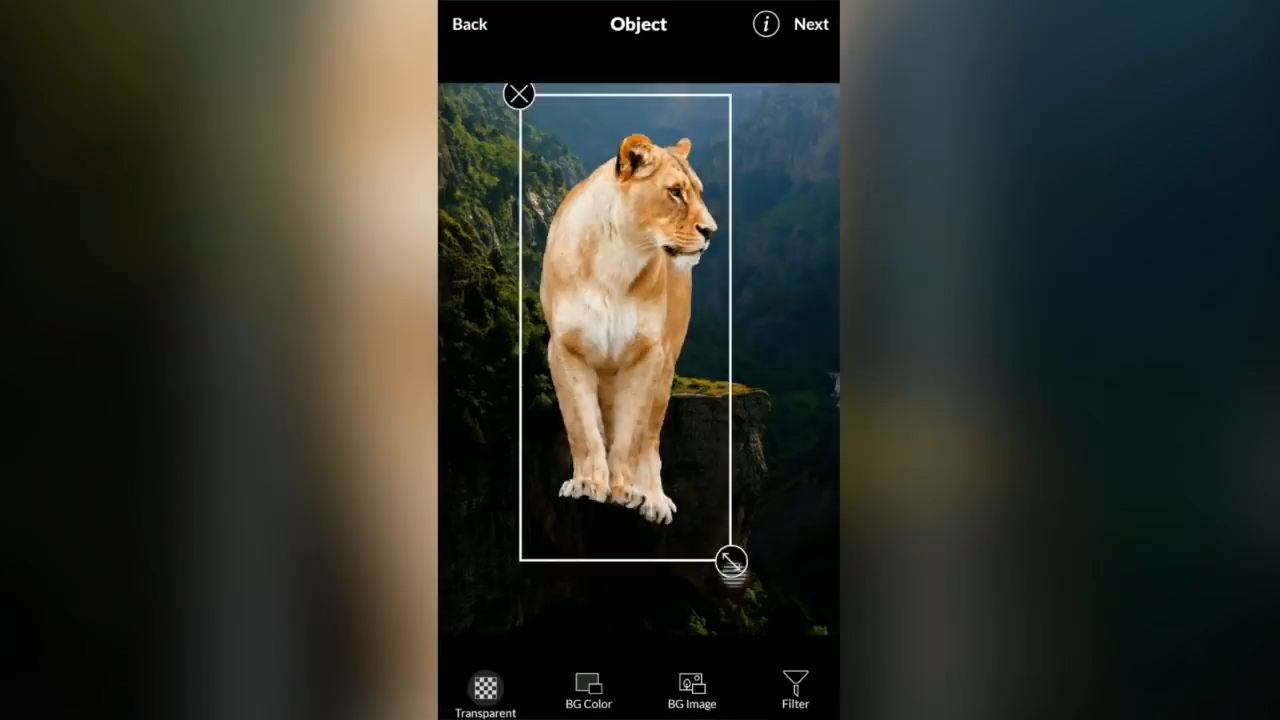 Back
Object
Next
Transparent
BG Color
BG Image
Filter